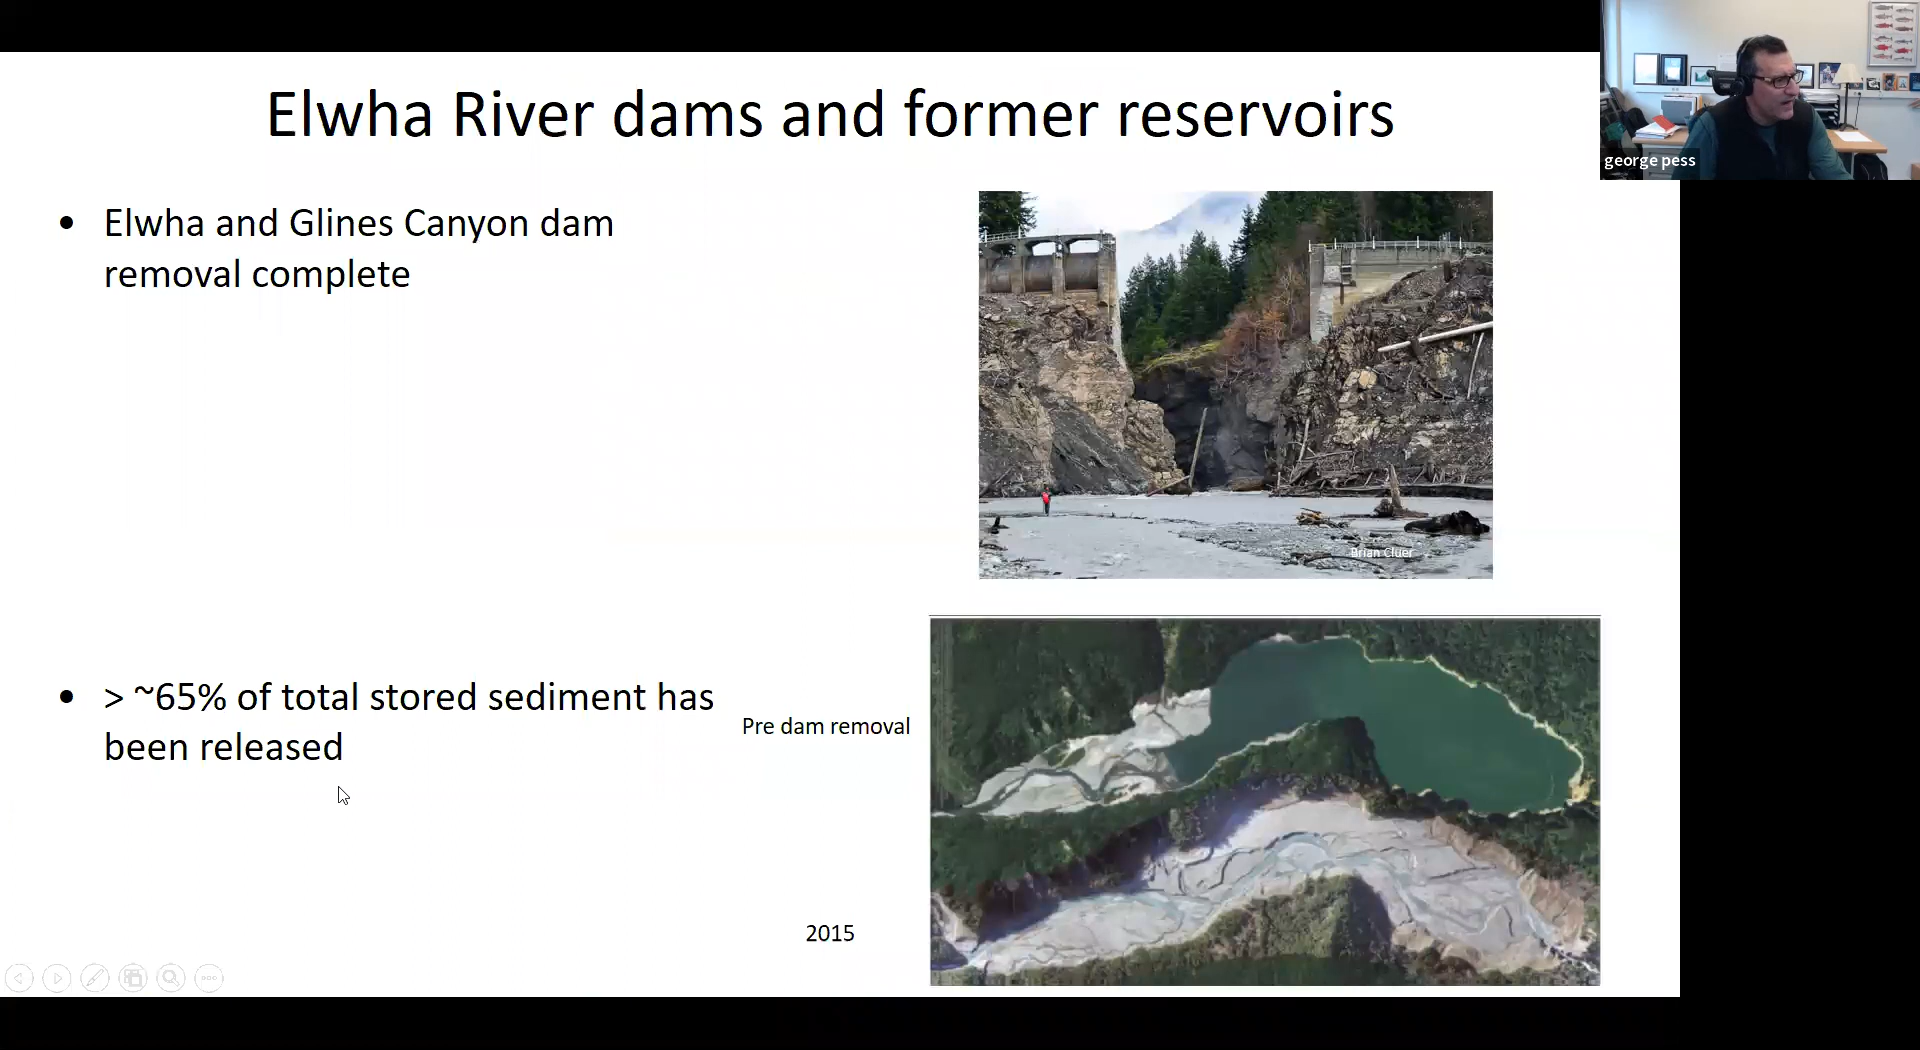 Elwha River dams and former reservoirs
george pess
• Elwha and Glines Canyon dam
removal complete
Brian Cluer
• > ~65% of total stored sediment has
been released
Pre dam removal
2015